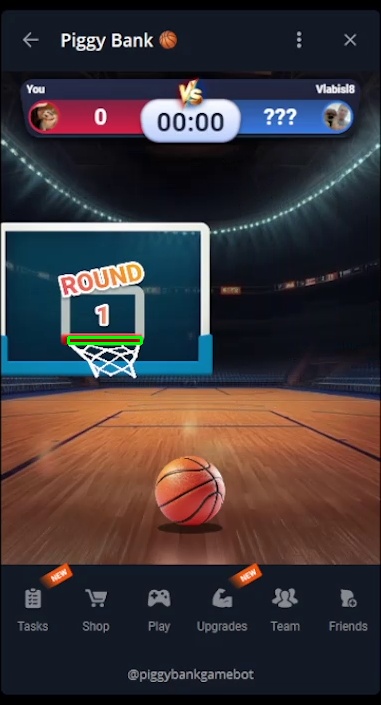 Piggy Bank 🏀
You
VS
Vlabisl8
0
00:00
???
ROUND
1
NEW
NEW
Tasks
Shop
Play
Upgrades
Team
Friends
@piggybankgamebot